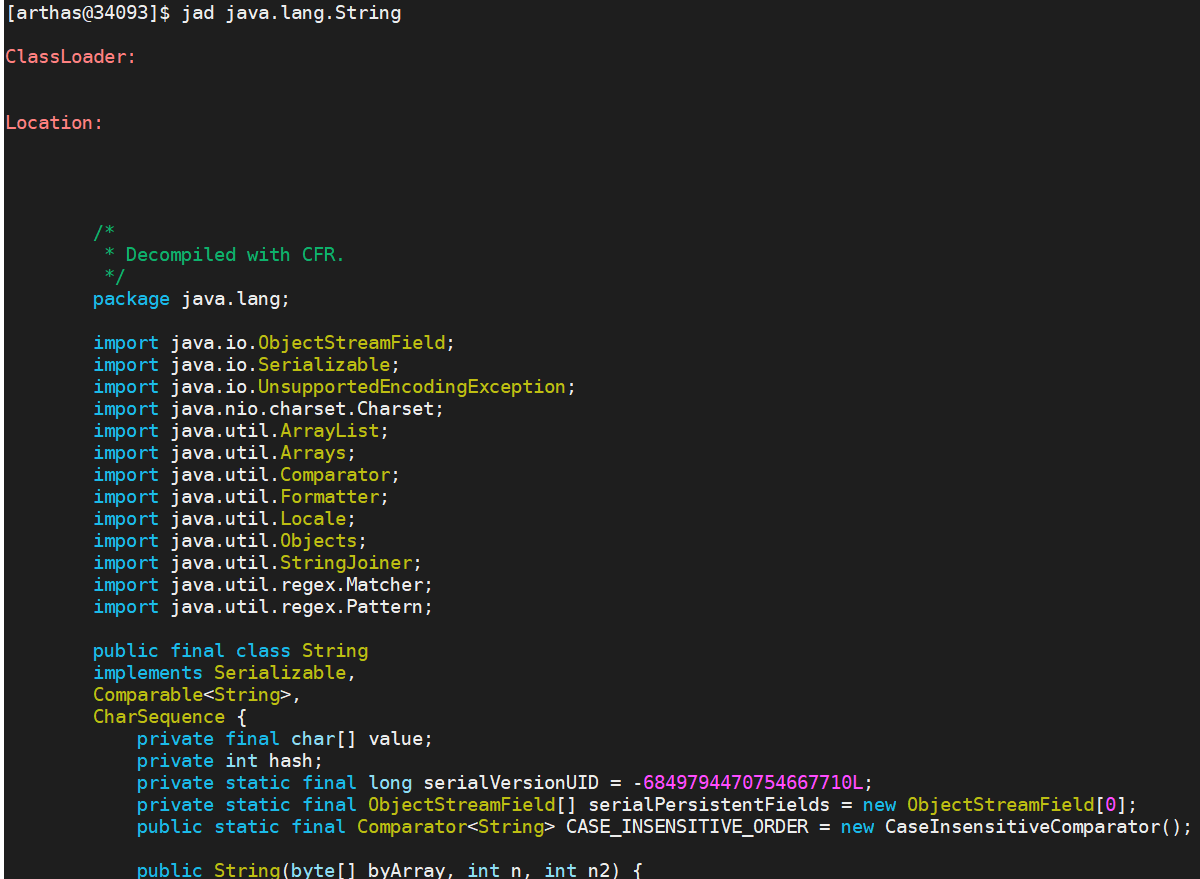 [arthas@34093]$ jad java.lang.String
ClassLoader:
Location:
/*
 * Decompiled with CFR.
 */
package java.lang;
import java.io.ObjectStreamField;
import java.io.Serializable;
import java.io.UnsupportedEncodingException;
import java.nio.charset.Charset;
import java.util.ArrayList;
import java.util.Arrays;
import java.util.Comparator;
import java.util.Formatter;
import java.util.Locale;
import java.util.Objects;
import java.util.StringJoiner;
import java.util.regex.Matcher;
import java.util.regex.Pattern;
public final class String
implements Serializable,
Comparable<String>,
CharSequence {
    private final char[] value;
    private int hash;
    private static final long serialVersionUID = -6849794470754667710L;
    private static final ObjectStreamField[] serialPersistentFields = new ObjectStreamField[0];
    public static final Comparator<String> CASE_INSENSITIVE_ORDER = new CaseInsensitiveComparator();
    public String(byte[] byArray, int n, int n2) {